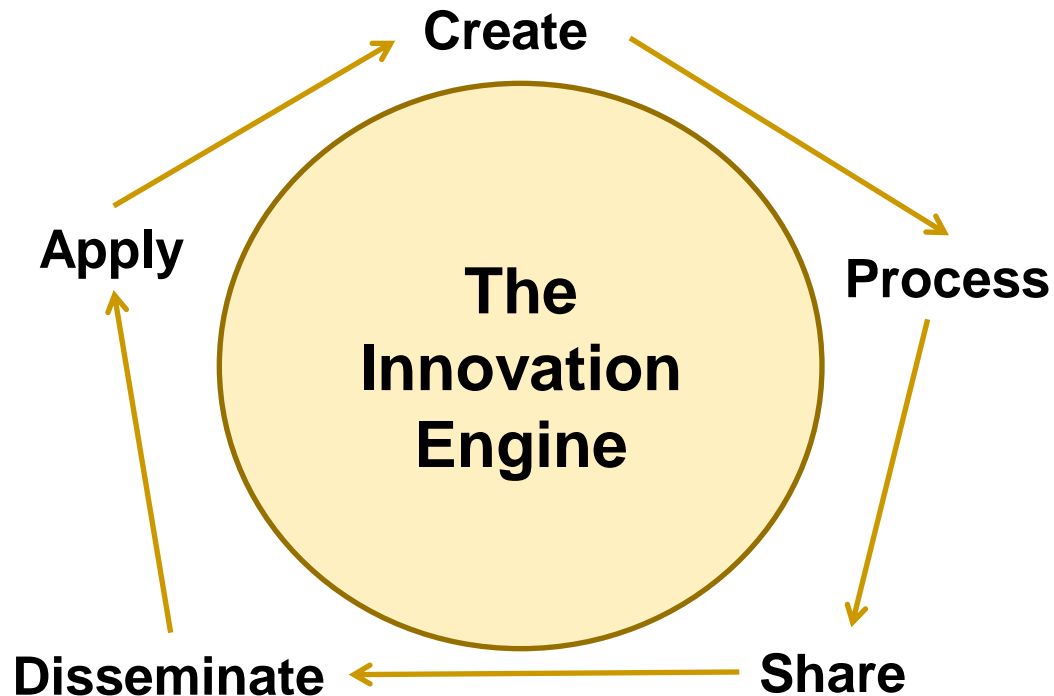 Create
Apply
Process
The
Innovation
Engine
Disseminate
Share